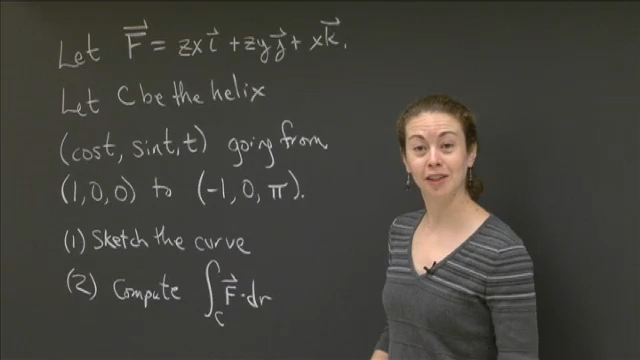 Let F⃗ = zx i⃗ + zy j⃗ + x k⃗.
Let C be the helix
(cost, sint, t) going from
(1, 0, 0) to (-1, 0, π).
(1) Sketch the curve
(2) Compute ∫_C F⃗ · dr